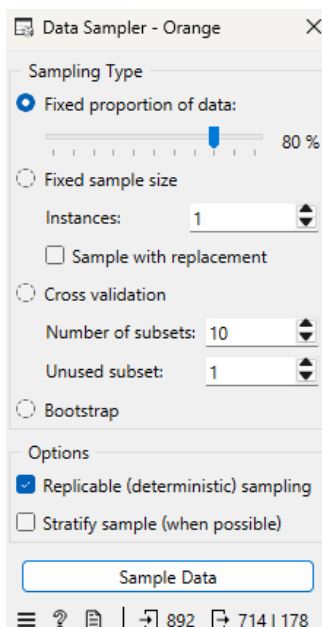 Data Sampler - Orange
Sampling Type
Fixed proportion of data:
80 %
Fixed sample size
Instances: 1
Sample with replacement
Cross validation
Number of subsets: 10
Unused subset: 1
Bootstrap
Options
Replicable (deterministic) sampling
Stratify sample (when possible)
Sample Data
? 892 714 | 178